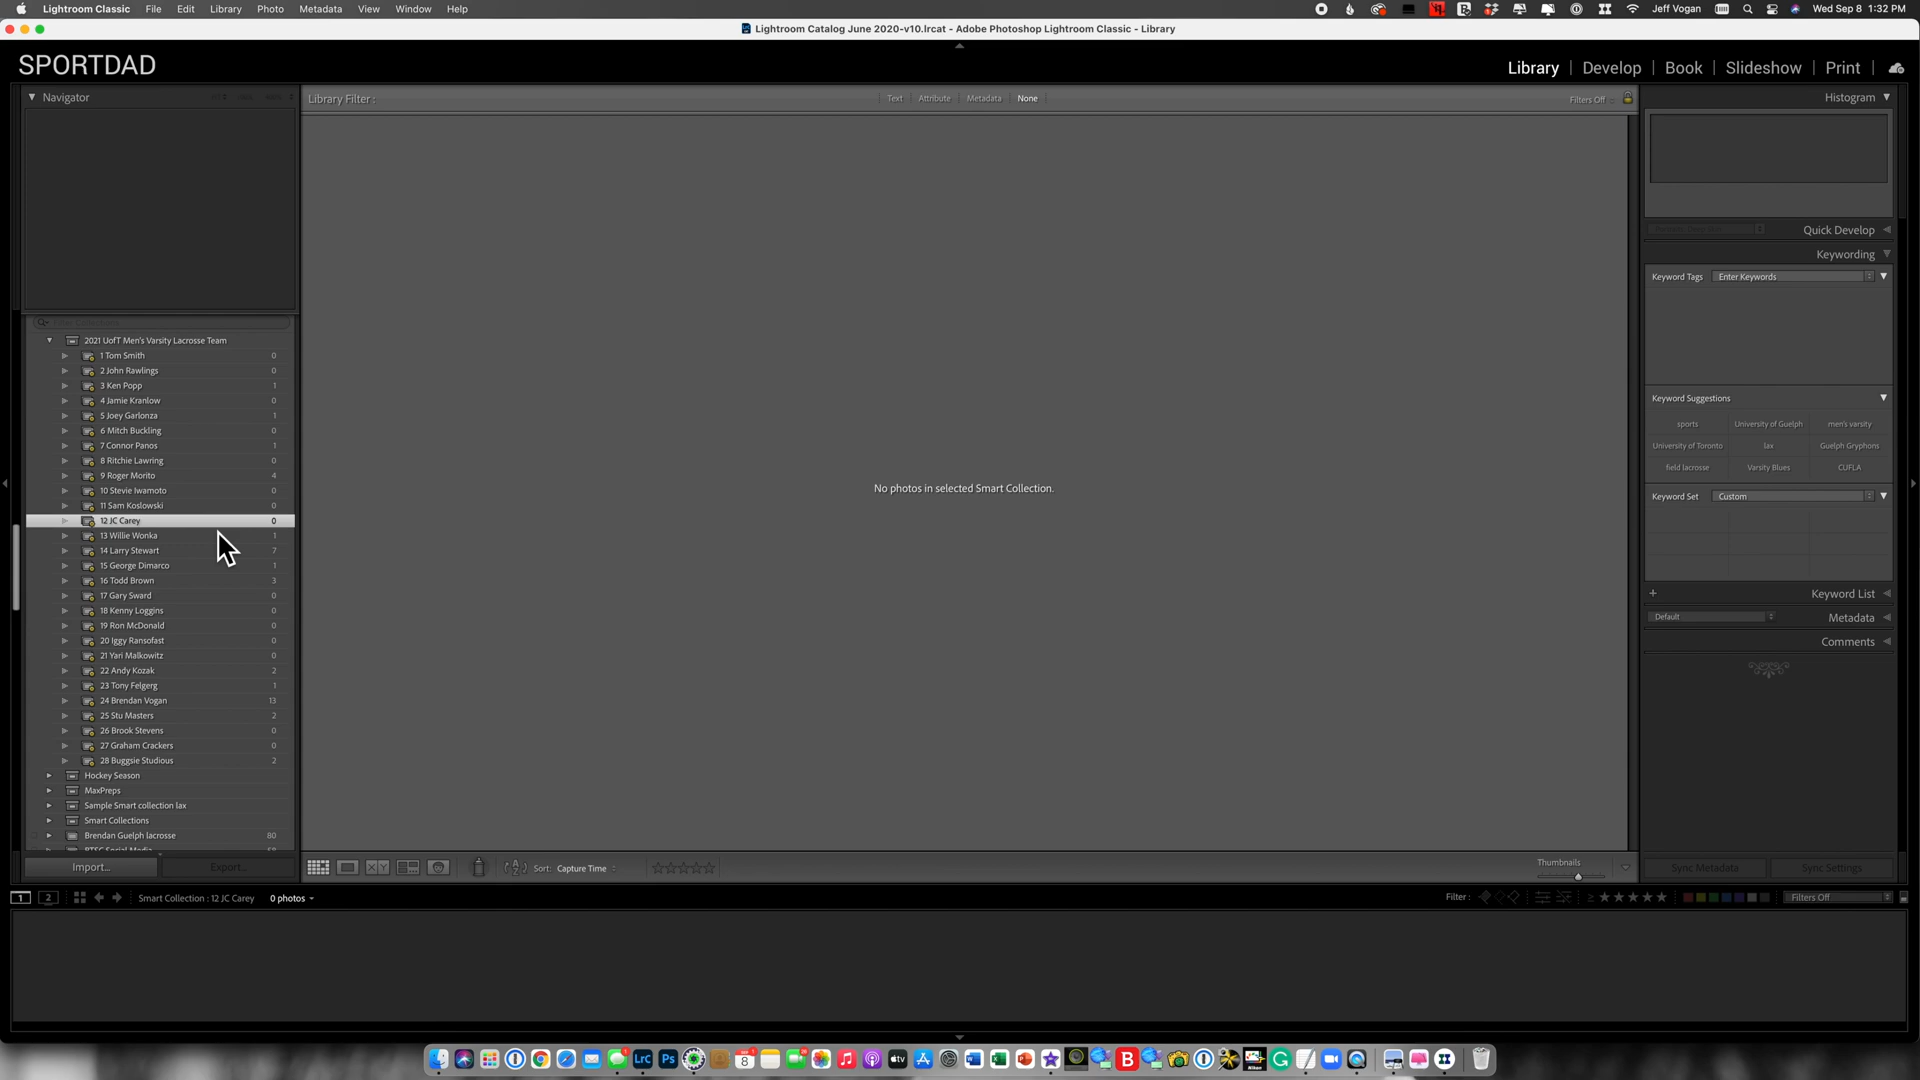 Lightroom Classic File Edit Library Photo Metadata View Window Help Jeff Vogan Wed Sep 8 1:32 PM
Lightroom Catalog June 2020-v10.lrcat - Adobe Photoshop Lightroom Classic - Library
SPORTDAD
Library | Develop | Book | Slideshow | Print
Navigator
Library Filter : Text Attribute Metadata None Filters Off
Histogram
Quick Develop
Keywording
Keyword Tags Enter Keywords
Keyword Suggestions
sports University of Guelph men's varsity
University of Toronto lax Guelph Gryphons
field lacrosse Varsity Blues CUFLA
Keyword Set Custom
Keyword List
Default Metadata
Comments
Filter Collections
2021 UofT Men's Varsity Lacrosse Team
1 Tom Smith 0
2 John Rawlings 0
3 Ken Popp 1
4 Jamie Kranlow 0
5 Joey Garlonza 1
6 Mitch Buckling 0
7 Connor Panos 1
8 Ritchie Lawring 0
9 Roger Morito 4
10 Stevie Iwamoto 0
11 Sam Koslowski 0
12 JC Carey 0
13 Willie Wonka 1
14 Larry Stewart 7
15 George Dimarco 1
16 Todd Brown 3
17 Gary Sward 0
18 Kenny Loggins 0
19 Ron McDonald 0
20 Iggy Ransofast 0
21 Yari Malkowitz 0
22 Andy Kozak 2
23 Tony Felgerg 1
24 Brendan Vogan 13
25 Stu Masters 2
26 Brook Stevens 0
27 Graham Crackers 0
28 Buggsie Studious 2
Hockey Season
MaxPreps
Sample Smart collection lax
Smart Collections
Brendan Guelph lacrosse 80
No photos in selected Smart Collection.
Import... Export...
Sort: Capture Time
Thumbnails
Sync Metadata Sync Settings
1 2 Smart Collection : 12 JC Carey 0 photos
Filter : Filters Off
LrC Ps